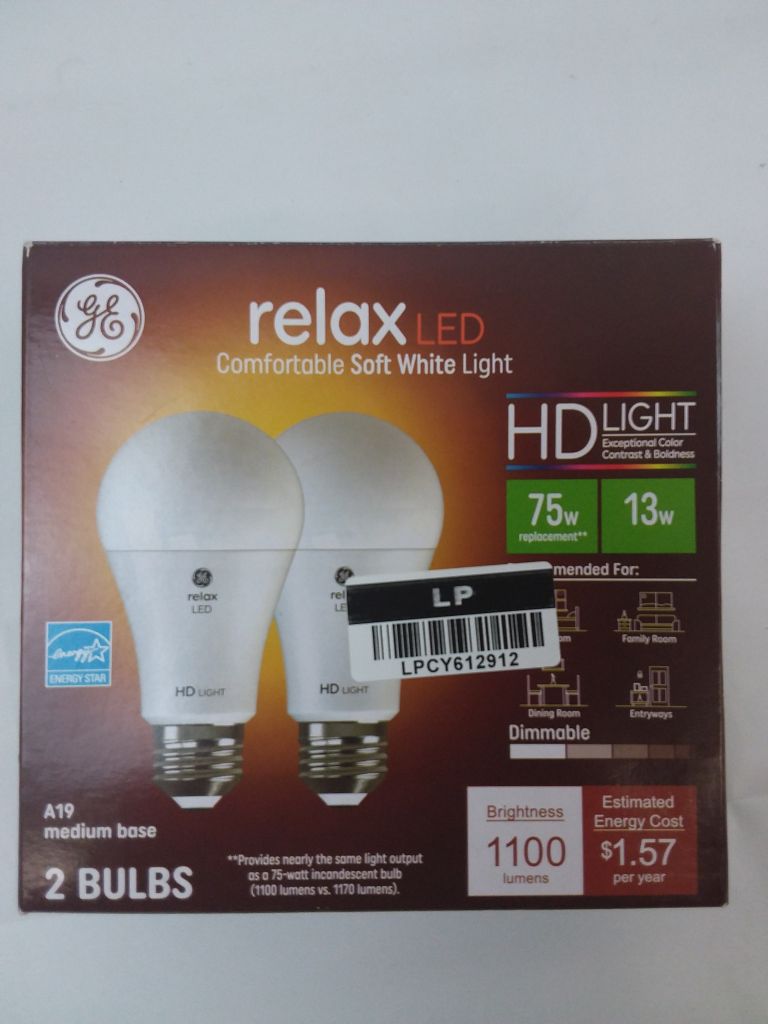 GE
relax LED
Comfortable Soft White Light
HD LIGHT
Exceptional Color
Contrast & Boldness
75w
replacement**
13w
mended For:
Family Room
Dining Room
Entryways
Dimmable
GE
relax
LED
HD LIGHT
GE
HD LIGHT
LP
LPCY612912
energy
ENERGY STAR
A19
medium base
2 BULBS
**Provides nearly the same light output
as a 75-watt incandescent bulb
(1100 lumens vs. 1170 lumens).
Brightness
1100
lumens
Estimated
Energy Cost
$1.57
per year